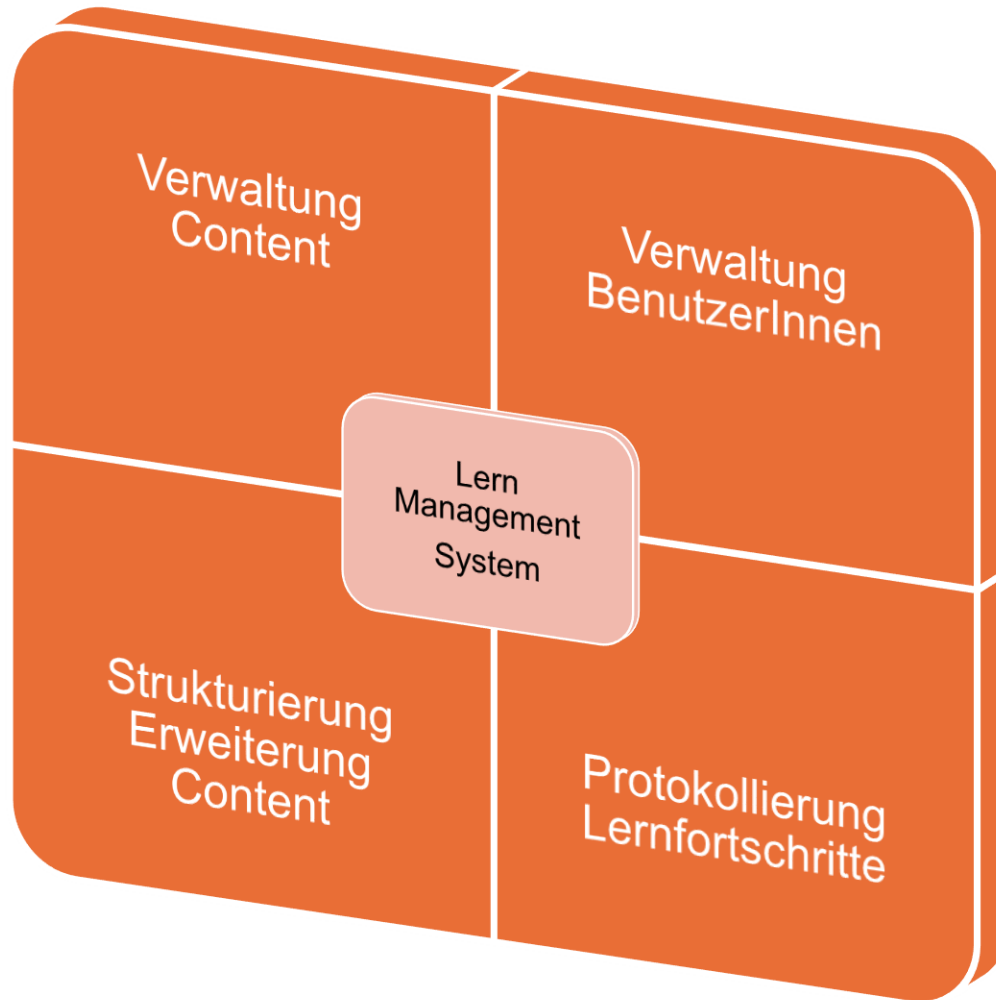 Verwaltung
Content
Verwaltung
BenutzerInnen
Lern
Management
System
Strukturierung
Erweiterung
Content
Protokollierung
Lernfortschritte